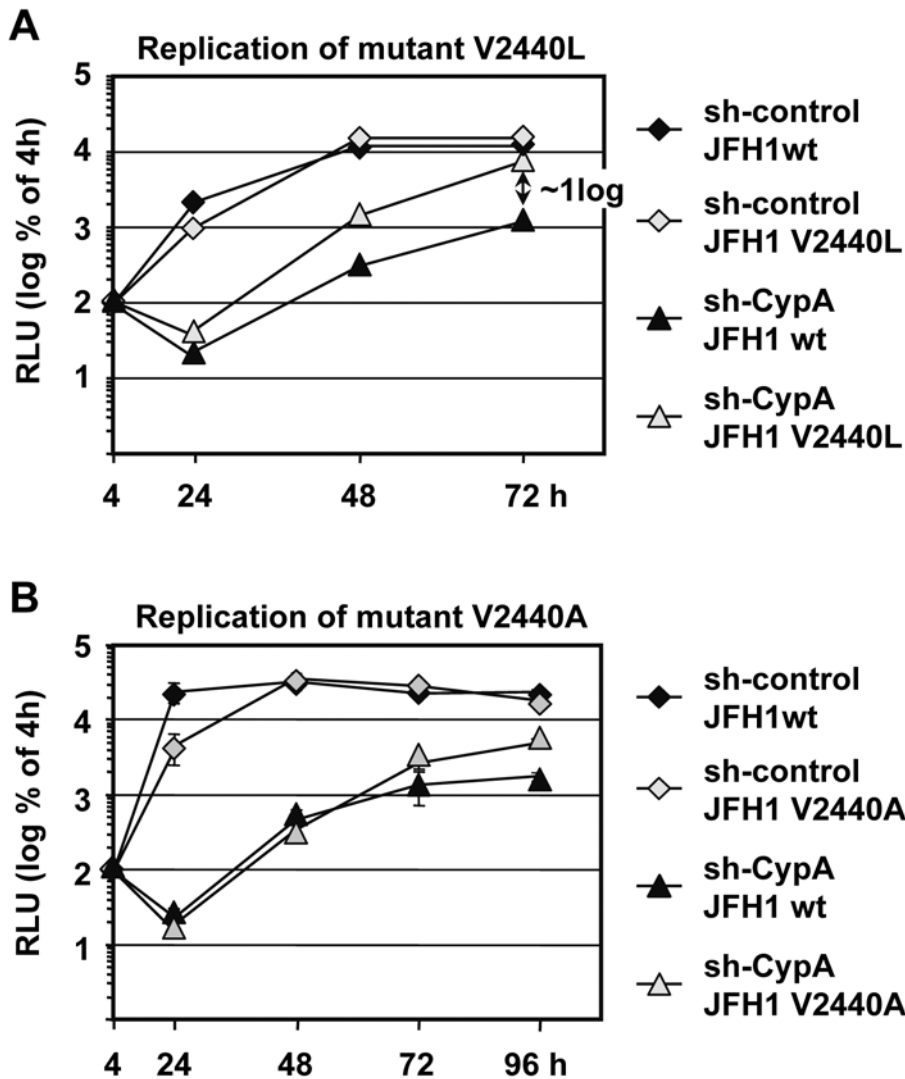 A
Replication of mutant V2440L
RLU (log % of 4h)
5
4
3
2
1
4 24 48 72 h
~1log
sh-control
JFH1wt
sh-control
JFH1 V2440L
sh-CypA
JFH1 wt
sh-CypA
JFH1 V2440L
B
Replication of mutant V2440A
RLU (log % of 4h)
5
4
3
2
1
4 24 48 72 96 h
sh-control
JFH1wt
sh-control
JFH1 V2440A
sh-CypA
JFH1 wt
sh-CypA
JFH1 V2440A